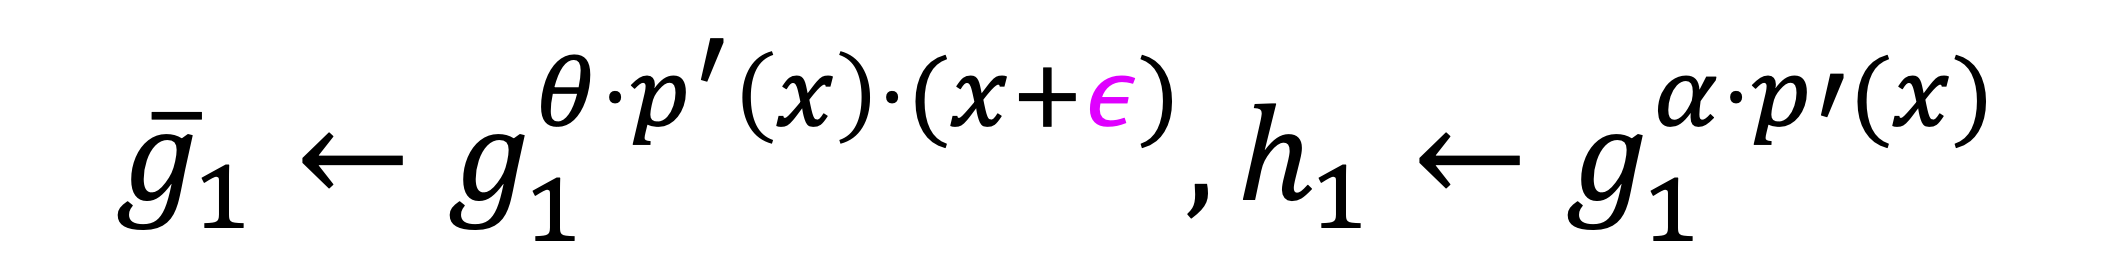 ḡ₁ ← g₁^{θ·p′(x)·(x+ϵ)}, h₁ ← g₁^{α·p′(x)}